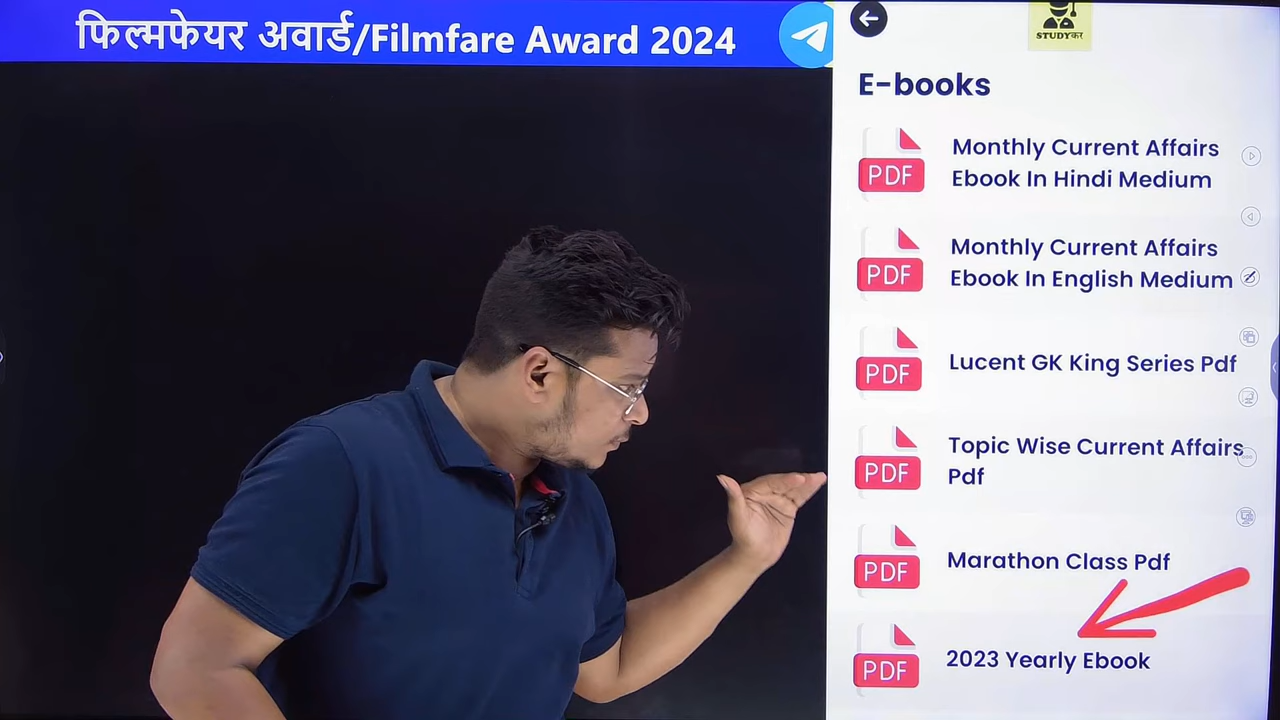 फिल्मफेयर अवार्ड/Filmfare Award 2024
STUDYकर
E-books
PDF
Monthly Current Affairs
Ebook In Hindi Medium
PDF
Monthly Current Affairs
Ebook In English Medium
PDF
Lucent GK King Series Pdf
PDF
Topic Wise Current Affairs
Pdf
PDF
Marathon Class Pdf
PDF
2023 Yearly Ebook